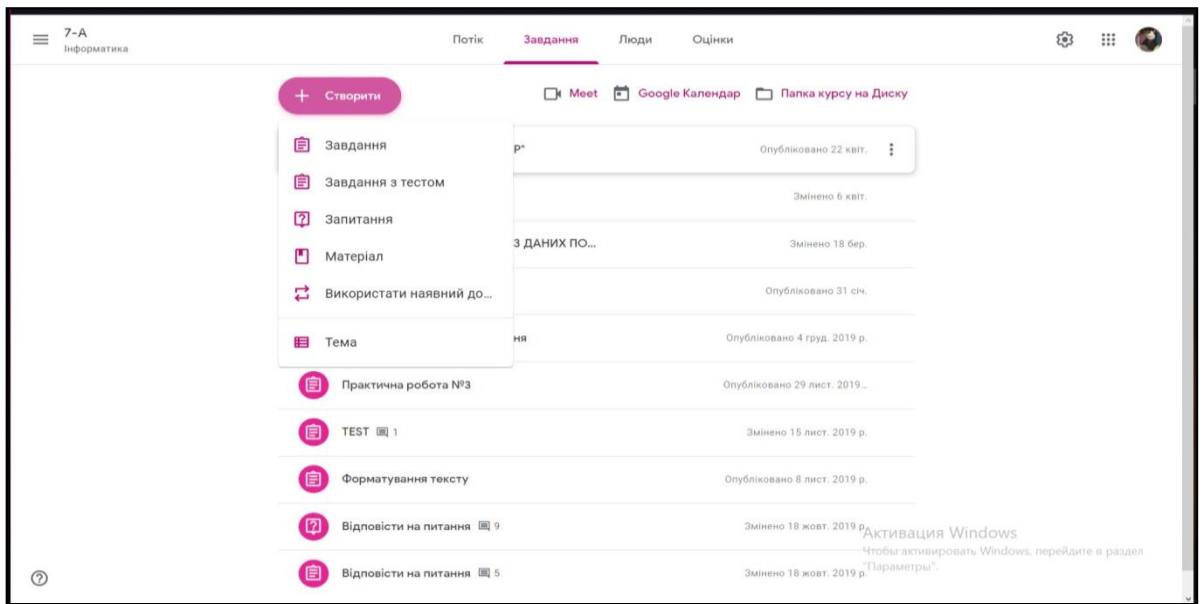 7-А
Інформатика
Потік Завдання Люди Оцінки
Створити
Meet Google Календар Папка курсу на Диску
Завдання
Р" Опубліковано 22 квіт.
Завдання з тестом
Змінено 6 квіт.
Запитання
З ДАНИХ ПО... Змінено 18 бер.
Матеріал
Використати наявний до... Опубліковано 31 січ.
Тема
ня Опубліковано 4 груд. 2019 р.
Практична робота №3 Опубліковано 29 лист. 2019...
TEST 1 Змінено 15 лист. 2019 р.
Форматування тексту Опубліковано 8 лист. 2019 р.
Відповісти на питання 9 Змінено 18 жовт. 2019 р.
Активация Windows
Чтобы активировать Windows, перейдите в раздел
"Параметры".
Відповісти на питання 5 Змінено 18 жовт. 2019 р.